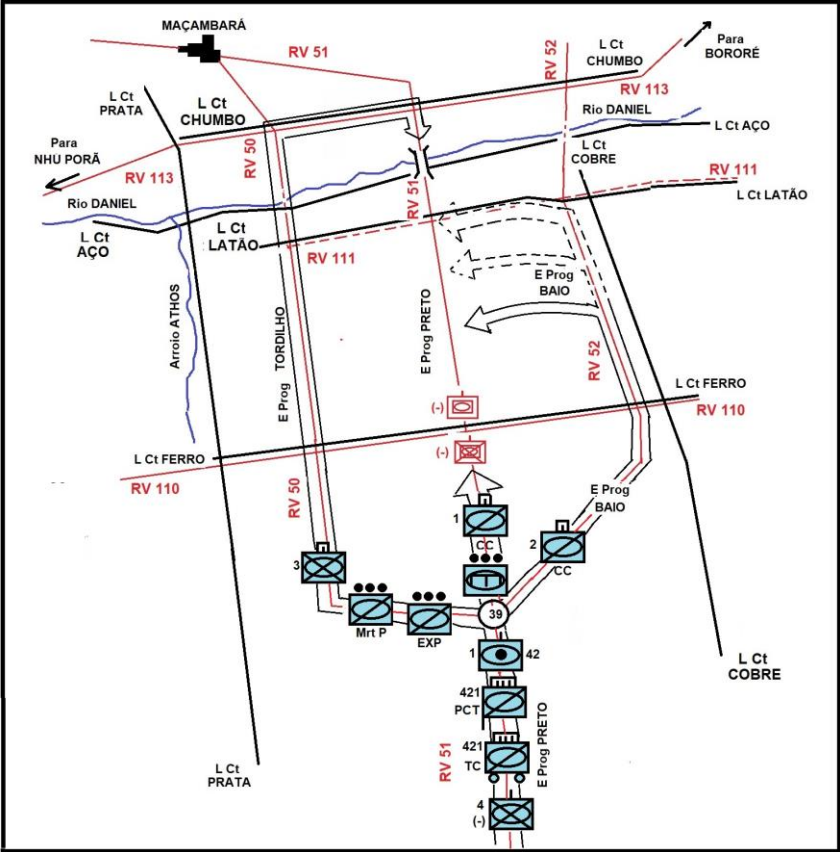 MAÇAMBARÁ
RV 51
RV 52
L Ct
CHUMBO
Para
BORORÉ
L Ct
PRATA
L Ct
CHUMBO
RV 113
Rio DANIEL
L Ct AÇO
Para
NHU PORÃ
RV 50
L Ct
COBRE
RV 113
RV 51
RV 111
Rio DANIEL
L Ct LATÃO
L Ct
AÇO
L Ct
LATÃO
RV 111
E Prog
BAIO
Arroio ATHOS
E Prog TORDILHO
E Prog PRETO
RV 52
L Ct FERRO
(-)
RV 110
(-)
L Ct FERRO
RV 110
RV 50
E Prog
BAIO
1
CC
2
CC
3
39
Mrt P
EXP
1
42
L Ct
COBRE
421
PCT
E Prog PRETO
RV 51
421
TC
L Ct
PRATA
4
(-)